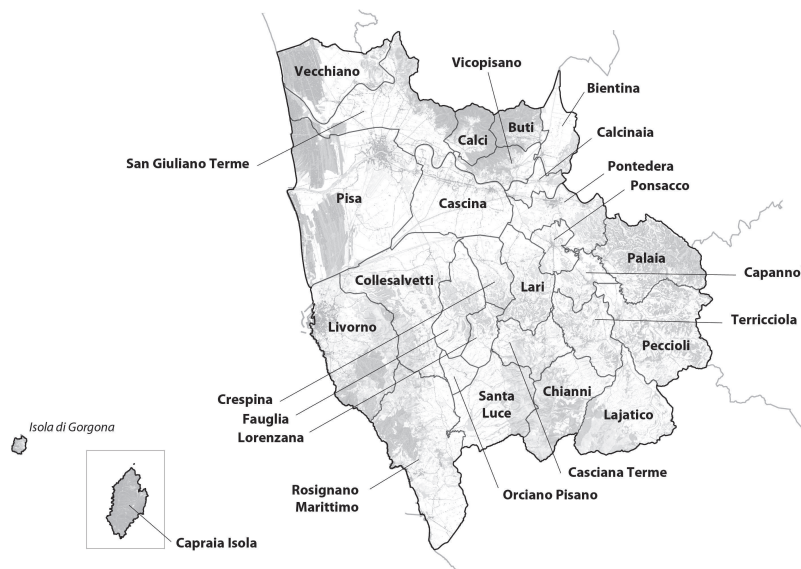 Vecchiano
Vicopisano
Bientina
Calci
Buti
Calcinaia
San Giuliano Terme
Pontedera
Ponsacco
Pisa
Cascina
Palaia
Capanno
Collesalvetti
Lari
Livorno
Terricciola
Peccioli
Crespina
Fauglia
Lorenzana
Santa
Luce
Chianni
Lajatico
Isola di Gorgona
Casciana Terme
Orciano Pisano
Rosignano
Marittimo
Capraia Isola